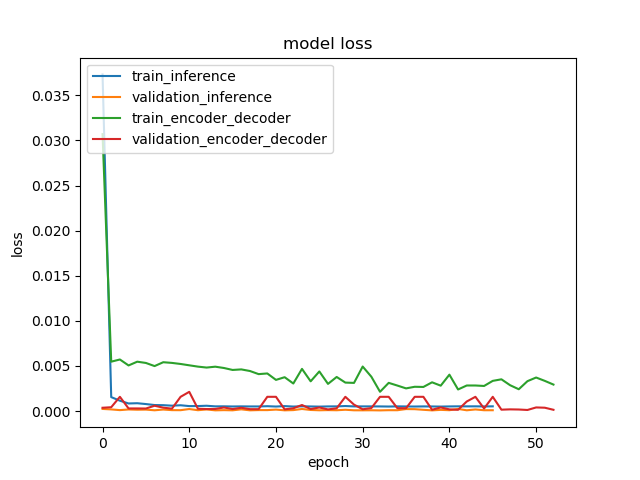 model loss
train_inference
validation_inference
train_encoder_decoder
validation_encoder_decoder
0.035
0.030
0.025
0.020
0.015
0.010
0.005
0.000
loss
0 10 20 30 40 50
epoch